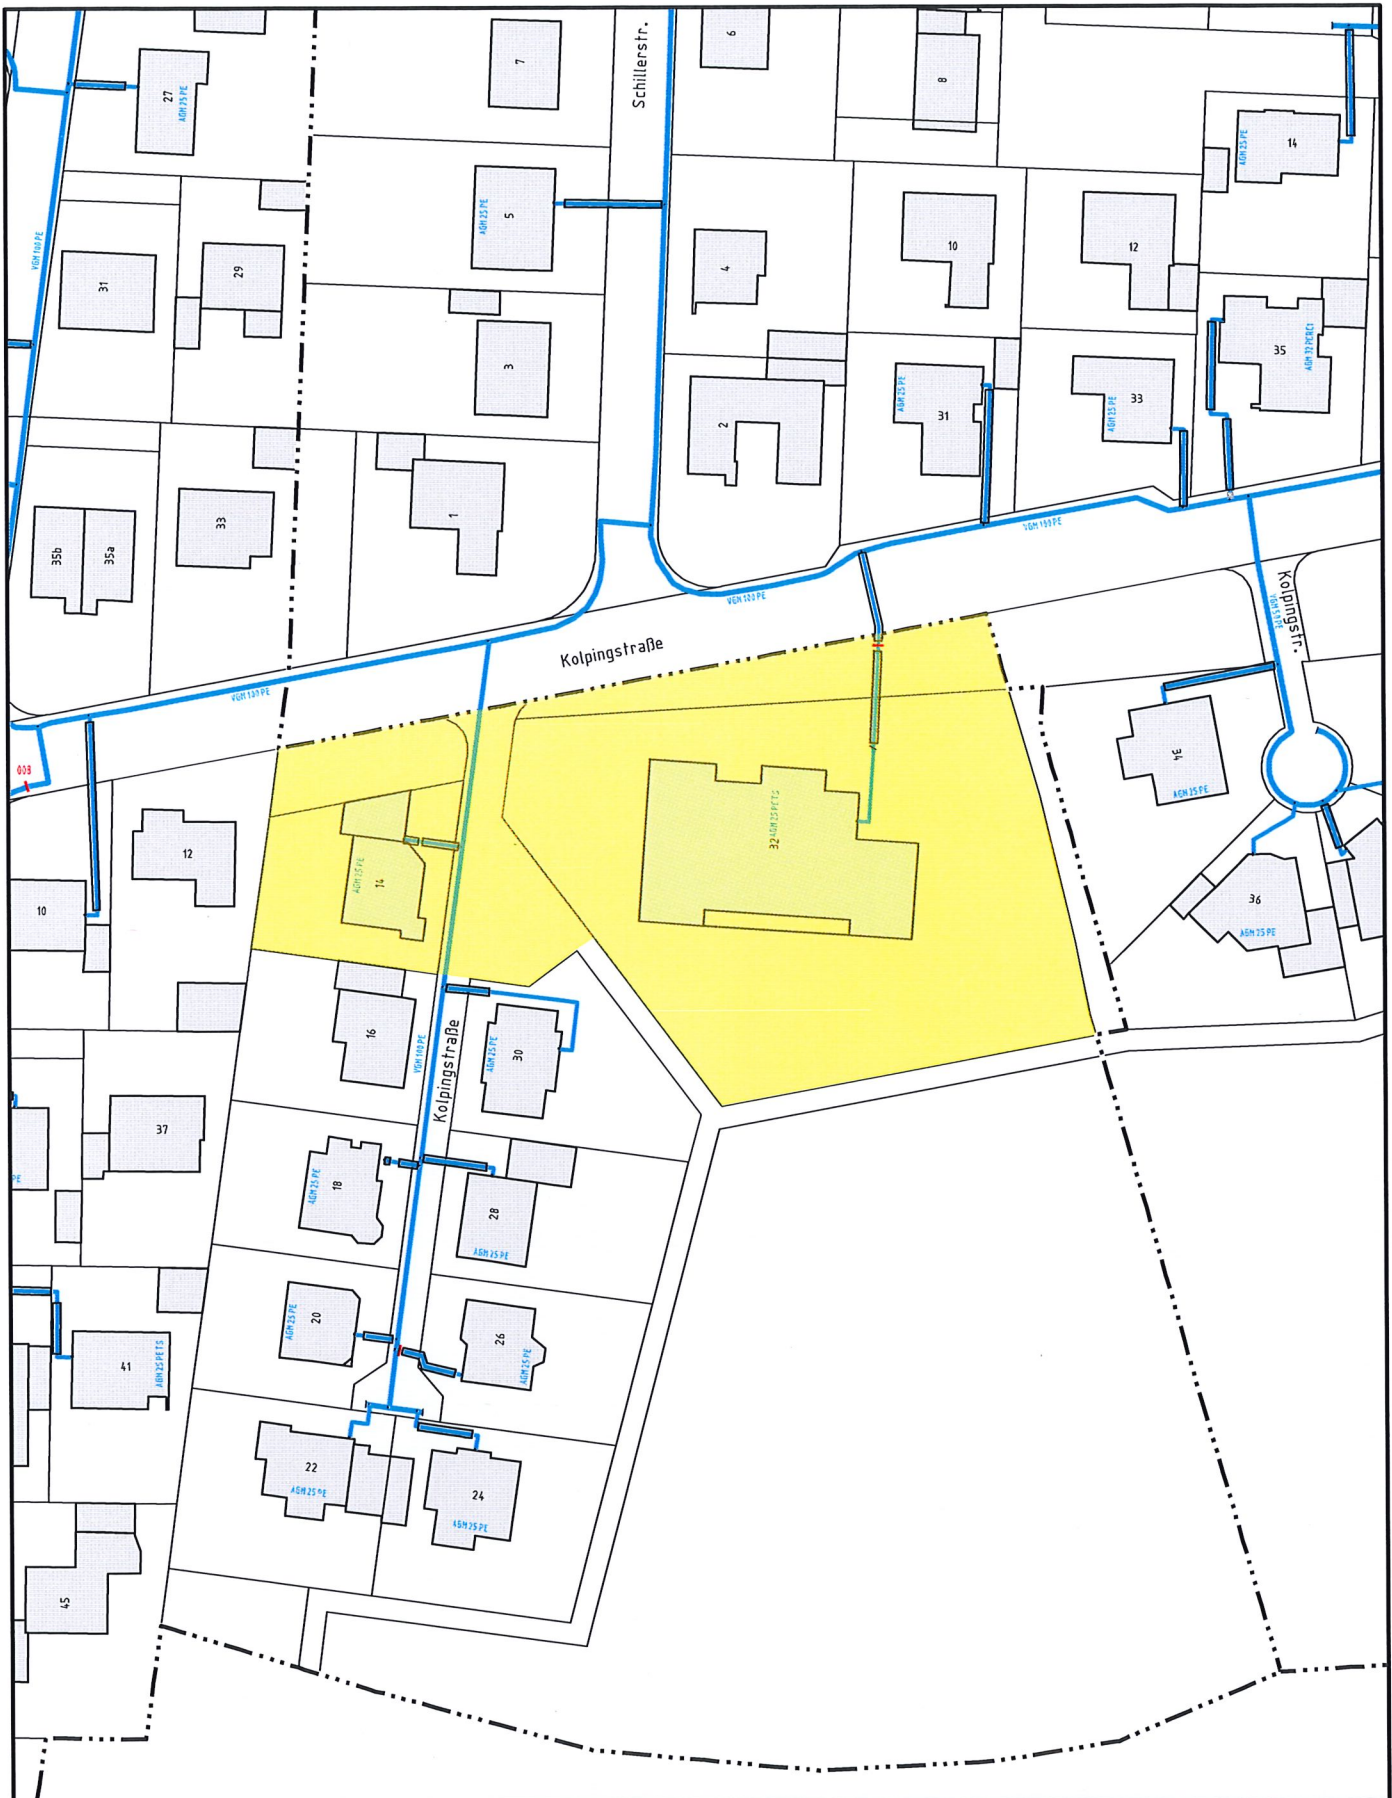 Schillerstr.
7
6
8
27
AGM 25 PE
14
AGM 25 PE
5
AGM 25 PE
31
VGM 100 PE
29
4
10
12
3
2
31
AGM 25 PE
33
AGM 25 PE
35
AGM 32 PERCt
1
33
35b
35a
VGM 100 PE
VGM 100 PE
Kolpingstr.
Kolpingstraße
VGM 100 PE
12
10
14
AGM 25 PE
32
AGM 25 PETS
AGM 25 PE
36
AGM 25 PE
16
VGM 100 PE
Kolpingstraße
30
AGM 25 PE
37
PE
18
AGM 25 PE
28
AGM 25 PE
20
AGM 25 PE
26
AGM 25 PE
41
AGM 25 PETS
22
AGM 25 PE
24
AGM 25 PE
45